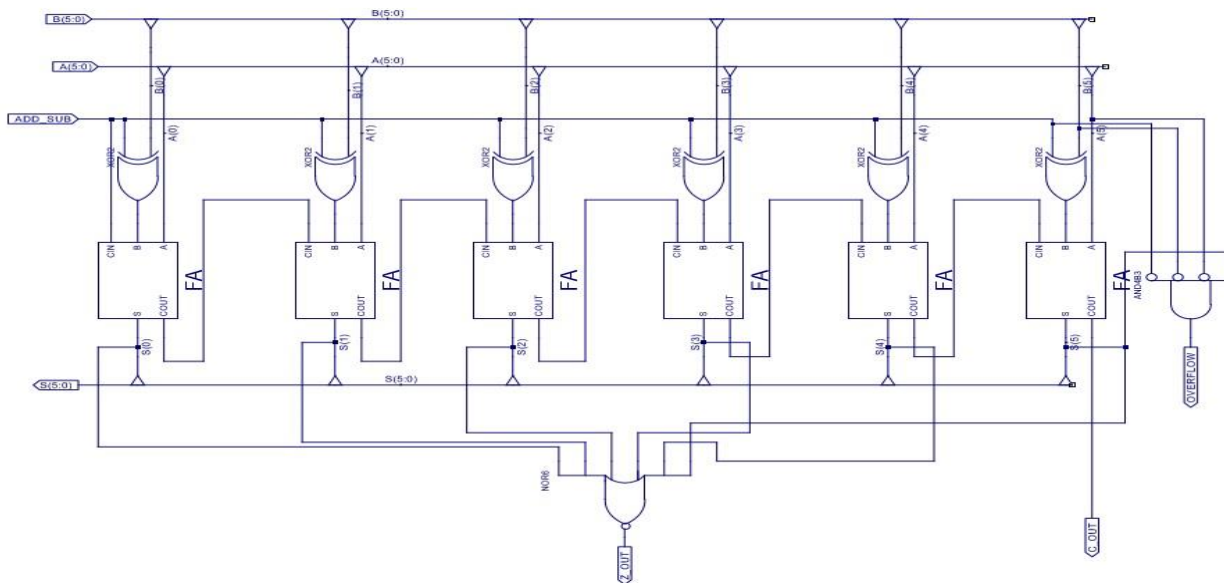 B(5:0)
B(5:0)
A(5:0)
A(5:0)
B(0)
B(1)
B(2)
B(3)
B(4)
B(5)
ADD_SUB
A(0)
A(1)
A(2)
A(3)
A(4)
A(5)
XOR2
XOR2
XOR2
XOR2
XOR2
XOR2
CIN
B
A
CIN
B
A
CIN
B
A
CIN
B
A
CIN
B
A
CIN
B
A
FA
FA
FA
FA
FA
FA
AND4B3
S
COUT
S
COUT
S
COUT
S
COUT
S
COUT
S
COUT
S(0)
S(1)
S(2)
S(3)
S(4)
S(5)
S(5:0)
S(5:0)
OVERFLOW
NOR6
Z_OUT
C_OUT